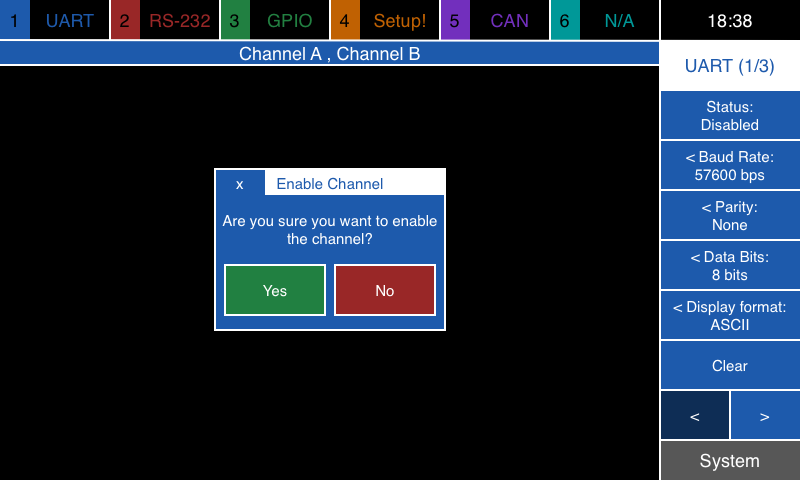 1 UART 2 RS-232 3 GPIO 4 Setup! 5 CAN 6 N/A 18:38
Channel A , Channel B
UART (1/3)
Status:
Disabled
< Baud Rate:
57600 bps
< Parity:
None
< Data Bits:
8 bits
< Display format:
ASCII
Clear
< >
System
x Enable Channel
Are you sure you want to enable
the channel?
Yes No